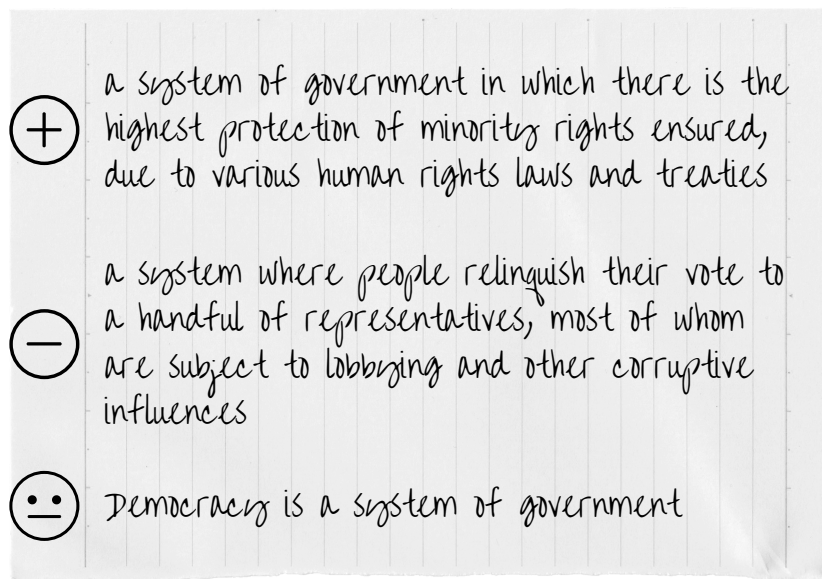 a system of government in which there is the
highest protection of minority rights ensured,
due to various human rights laws and treaties
a system where people relinquish their vote to
a handful of representatives, most of whom
are subject to lobbying and other corruptive
influences
Democracy is a system of government